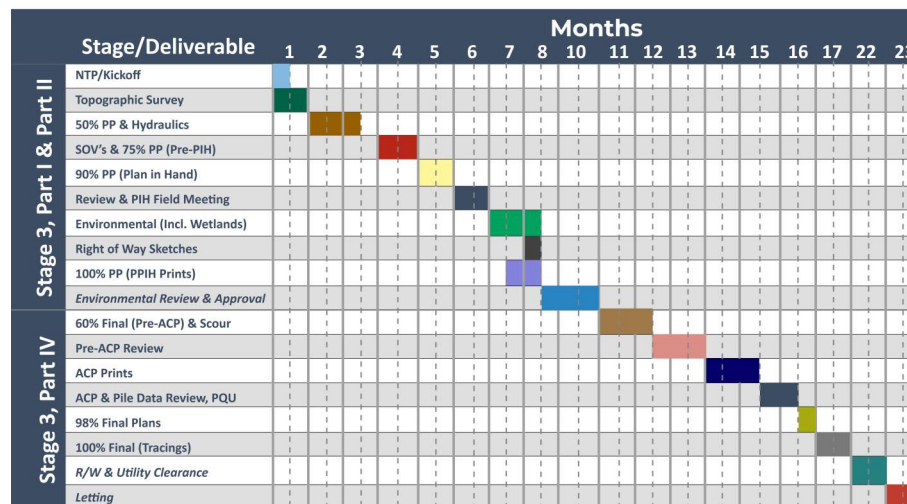 Months
Stage/Deliverable
1 2 3 4 5 6 7 8 10 11 12 13 14 15 16 17 22
Stage 3, Part I & Part II
NTP/Kickoff
Topographic Survey
50% PP & Hydraulics
SOV's & 75% PP (Pre-PIH)
90% PP (Plan in Hand)
Review & PIH Field Meeting
Environmental (Incl. Wetlands)
Right of Way Sketches
100% PP (PPIH Prints)
Environmental Review & Approval
Stage 3, Part IV
60% Final (Pre-ACP) & Scour
Pre-ACP Review
ACP Prints
ACP & Pile Data Review, PQU
98% Final Plans
100% Final (Tracings)
R/W & Utility Clearance
Letting